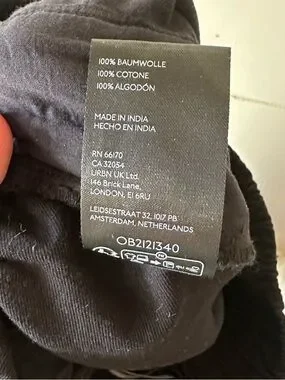 100% BAUMWOLLE
100% COTONE
100% ALGODÓN
MADE IN INDIA
HECHO EN INDIA
RN 66170
CA 32054
URBN UK Ltd.
146 Brick Lane,
LONDON, E1 6RU
LEIDSESTRAAT 32, 1017 PB
AMSTERDAM, NETHERLANDS
OB2121340